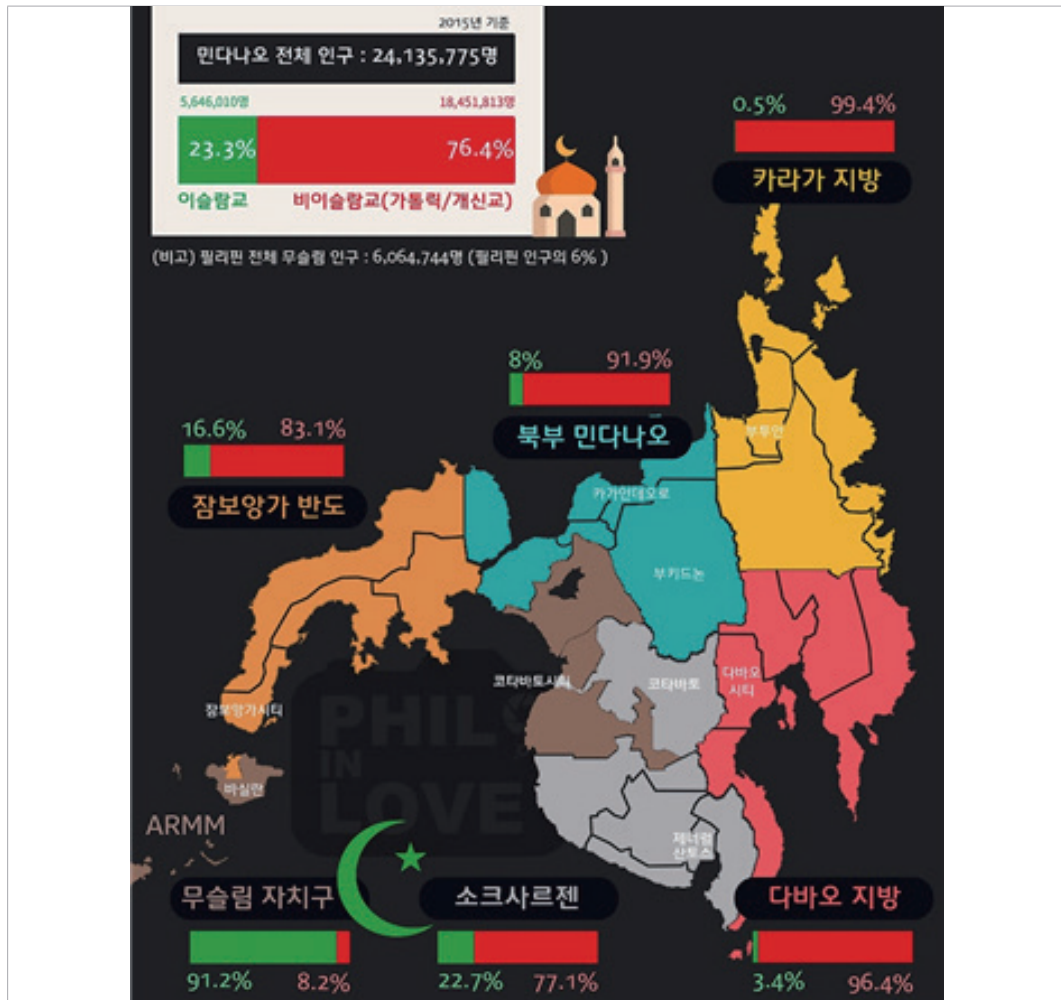 2015년 기준
민다나오 전체 인구 : 24,135,775명
5,646,010명 18,451,813명
23.3% 76.4%
이슬람교 비이슬람교(가톨릭/개신교)
(비고) 필리핀 전체 무슬림 인구 : 6,064,744명 (필리핀 인구의 6% )
0.5% 99.4%
카라가 지방
8% 91.9%
북부 민다나오
16.6% 83.1%
잠보앙가 반도
부투안
카가얀데오로
부키드논
코타바토시티
코타바토
다바오
시티
잠보앙가시티
바실란
PHIL
IN
LOVE
ARMM
제너럴
산토스
무슬림 자치구
소크사르젠
다바오 지방
91.2% 8.2%
22.7% 77.1%
3.4% 96.4%